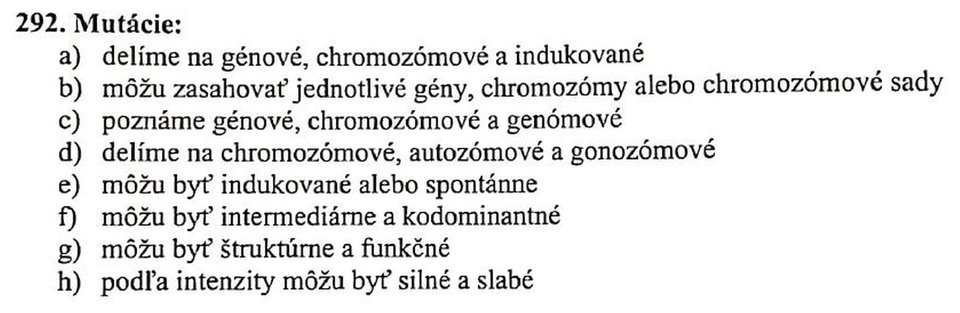 292. Mutácie:
a) delíme na génové, chromozómové a indukované
b) môžu zasahovať jednotlivé gény, chromozómy alebo chromozómové sady
c) poznáme génové, chromozómové a genómové
d) delíme na chromozómové, autozómové a gonozómové
e) môžu byť indukované alebo spontánne
f) môžu byť intermediárne a kodominantné
g) môžu byť štruktúrne a funkčné
h) podľa intenzity môžu byť silné a slabé